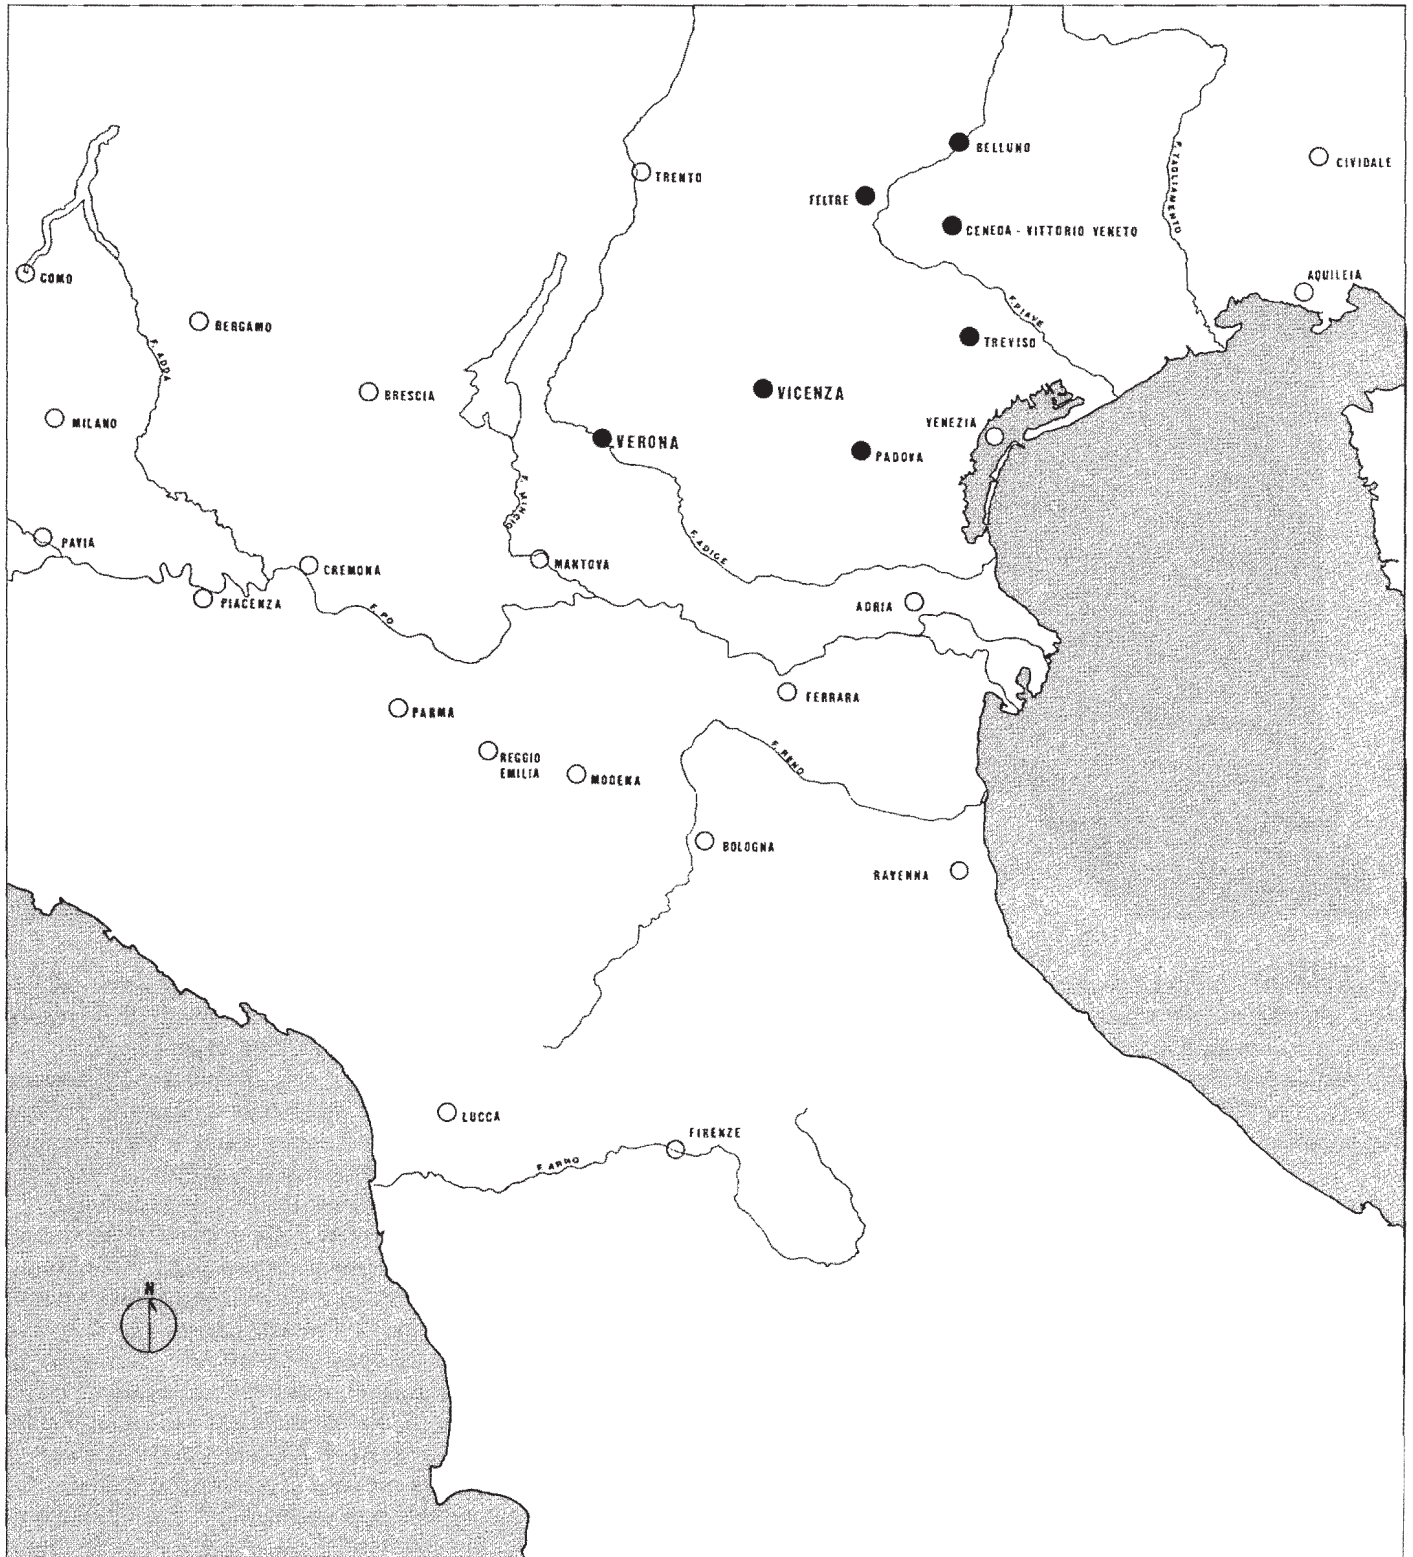 BELLUNO
CIVIDALE
TRENTO
F. TAGLIAMENTO
FELTRE
CENEDA - VITTORIO VENETO
COMO
AQUILEIA
BERGAMO
F. PIAVE
F. ADDA
TREVISO
BRESCIA
VICENZA
MILANO
VENEZIA
VERONA
PADOVA
F. MINCIO
PAVIA
F. ADIGE
CREMONA
MANTOVA
PIACENZA
F. PO
ADRIA
FERRARA
PARMA
F. RENO
REGGIO
EMILIA
MODENA
BOLOGNA
RAVENNA
LUCCA
FIRENZE
F. ARNO
N